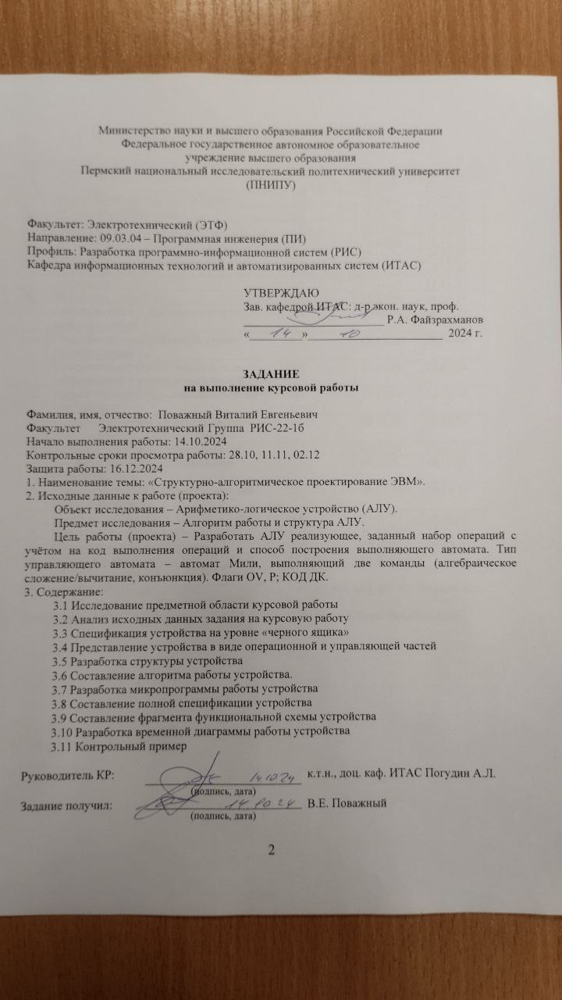 Министерство науки и высшего образования Российской Федерации
Федеральное государственное автономное образовательное
учреждение высшего образования
Пермский национальный исследовательский политехнический университет
(ПНИПУ)
Факультет: Электротехнический (ЭТФ)
Направление: 09.03.04 – Программная инженерия (ПИ)
Профиль: Разработка программно-информационной систем (РИС)
Кафедра информационных технологий и автоматизированных систем (ИТАС)
УТВЕРЖДАЮ
Зав. кафедрой ИТАС: д-р экон. наук, проф.
Р.А. Файзрахманов
« 14 » 10 2024 г.
ЗАДАНИЕ
на выполнение курсовой работы
Фамилия, имя, отчество: Поважный Виталий Евгеньевич
Факультет Электротехнический Группа РИС-22-1б
Начало выполнения работы: 14.10.2024
Контрольные сроки просмотра работы: 28.10, 11.11, 02.12
Защита работы: 16.12.2024
1. Наименование темы: «Структурно-алгоритмическое проектирование ЭВМ».
2. Исходные данные к работе (проекта):
Объект исследования – Арифметико-логическое устройство (АЛУ).
Предмет исследования – Алгоритм работы и структура АЛУ.
Цель работы (проекта) – Разработать АЛУ реализующее, заданный набор операций с
учётом на код выполнения операций и способ построения выполняющего автомата. Тип
управляющего автомата – автомат Мили, выполняющий две команды (алгебраическое
сложение/вычитание, конъюнкция). Флаги OV, P; КОД ДК.
3. Содержание:
3.1 Исследование предметной области курсовой работы
3.2 Анализ исходных данных задания на курсовую работу
3.3 Спецификация устройства на уровне «черного ящика»
3.4 Представление устройства в виде операционной и управляющей частей
3.5 Разработка структуры устройства
3.6 Составление алгоритма работы устройства.
3.7 Разработка микропрограммы работы устройства
3.8 Составление полной спецификации устройства
3.9 Составление фрагмента функциональной схемы устройства
3.10 Разработка временной диаграммы работы устройства
3.11 Контрольный пример
Руководитель КР: 14.10.24 к.т.н., доц. каф. ИТАС Погудин А.Л.
(подпись, дата)
Задание получил: 14.10.24 В.Е. Поважный
(подпись, дата)
2